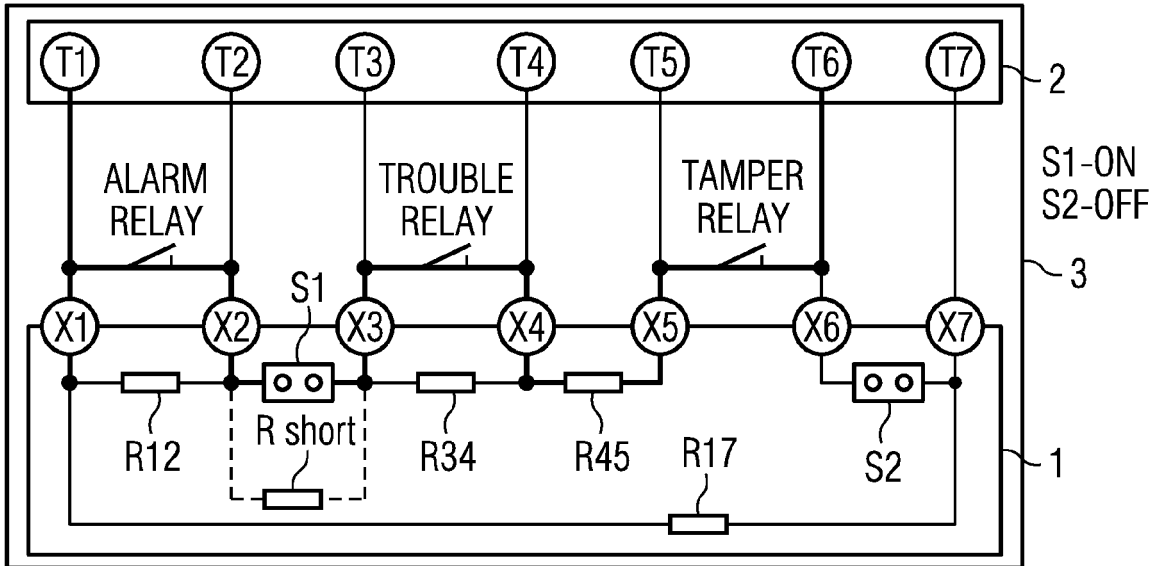 T1 T2 T3 T4 T5 T6 T7
2
ALARM RELAY
TROUBLE RELAY
TAMPER RELAY
S1-ON
S2-OFF
3
S1
X1 X2 X3 X4 X5 X6 X7
R short
R12
R34
R45
R17
S2
1